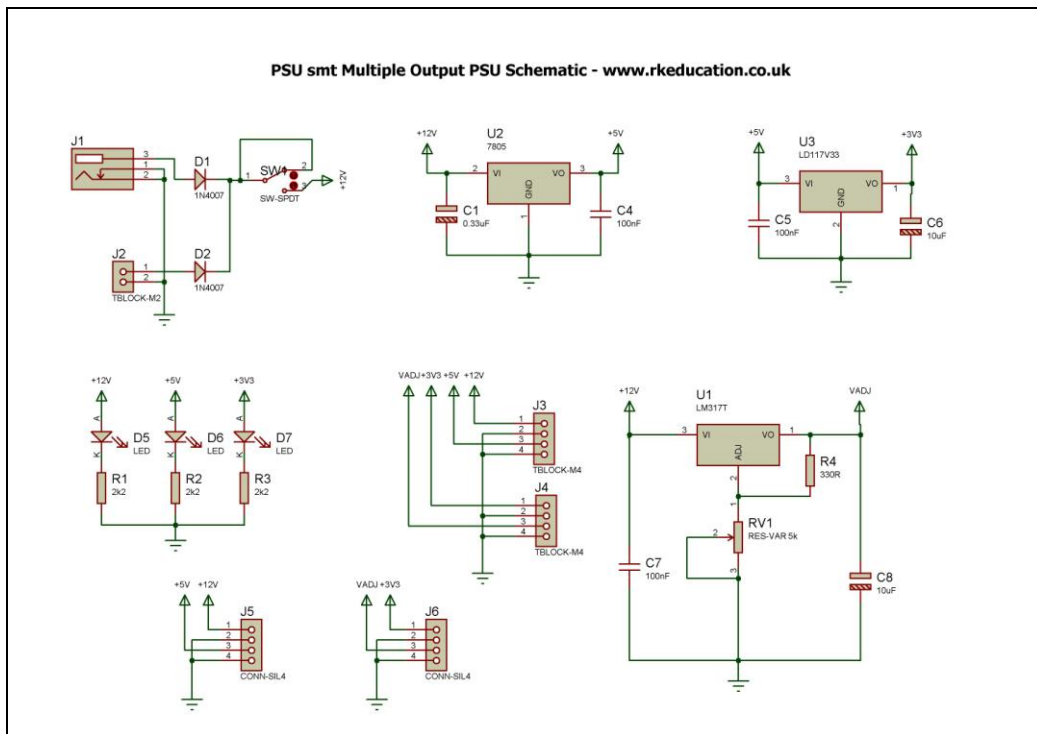 PSU smt Multiple Output PSU Schematic - www.rkeducation.co.uk
J1
3
1
2
D1
1N4007
1
SW1
2
3
SW-SPDT
+12V
J2
1
2
TBLOCK-M2
D2
1N4007
+12V
U2
7805
+5V
2
VI
VO
3
GND
1
C1
0.33uF
C4
100nF
+5V
U3
LD117V33
+3V3
3
VI
VO
1
GND
2
C5
100nF
C6
10uF
+12V
+5V
+3V3
A
A
A
D5
LED
D6
LED
D7
LED
K
K
K
R1
2k2
R2
2k2
R3
2k2
VADJ
+3V3
+5V
+12V
J3
1
2
3
4
TBLOCK-M4
J4
1
2
3
4
TBLOCK-M4
+12V
U1
LM317T
VADJ
3
VI
VO
1
ADJ
2
R4
330R
1
2
RV1
RES-VAR 5k
3
C7
100nF
C8
10uF
+5V
+12V
J5
1
2
3
4
CONN-SIL4
VADJ
+3V3
J6
1
2
3
4
CONN-SIL4